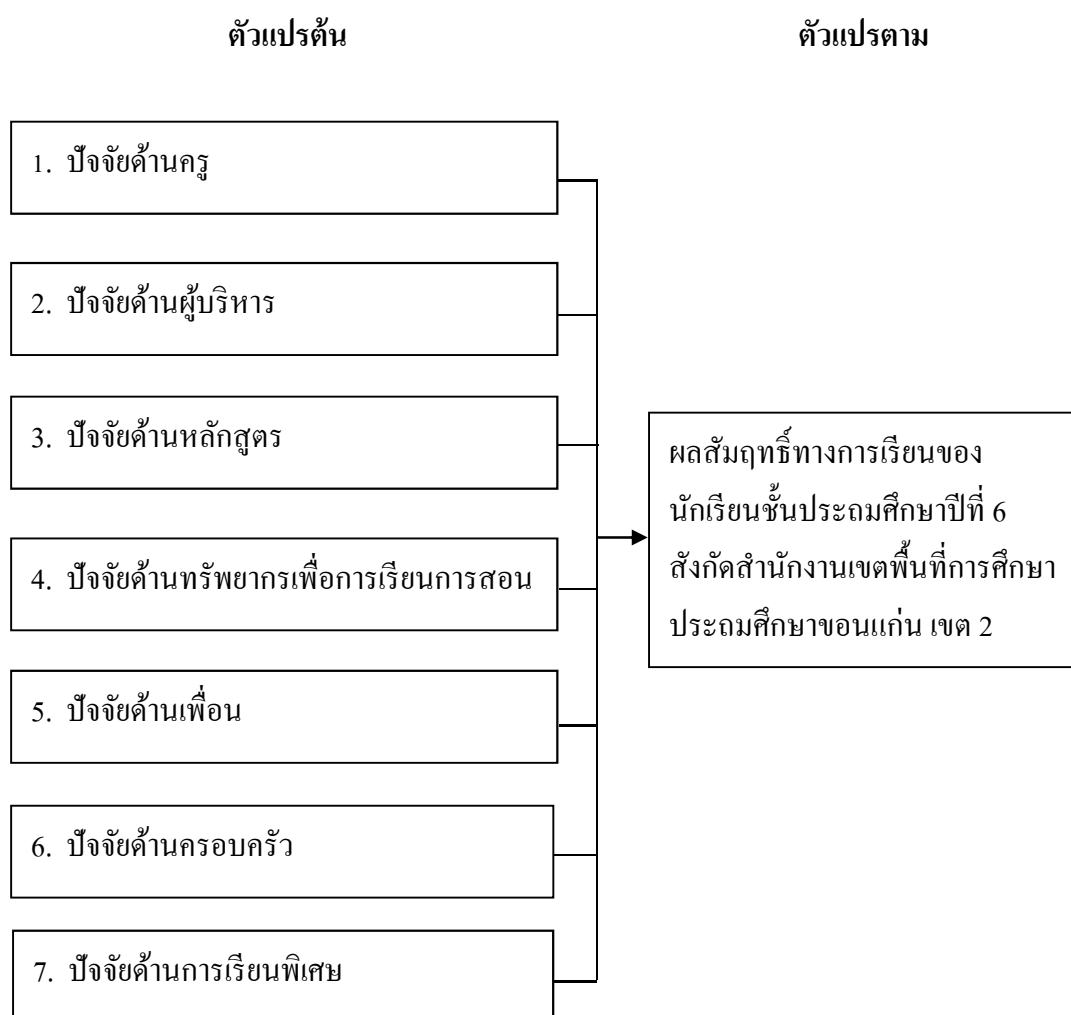 ตัวแปรต้น
ตัวแปรตาม
1. ปัจจัยด้านครู
2. ปัจจัยด้านผู้บริหาร
3. ปัจจัยด้านหลักสูตร
4. ปัจจัยด้านทรัพยากรเพื่อการเรียนการสอน
5. ปัจจัยด้านเพื่อน
6. ปัจจัยด้านครอบครัว
7. ปัจจัยด้านการเรียนพิเศษ
ผลสัมฤทธิ์ทางการเรียนของ
นักเรียนชั้นประถมศึกษาปีที่ 6
สังกัดสำนักงานเขตพื้นที่การศึกษา
ประถมศึกษาขอนแก่น เขต 2